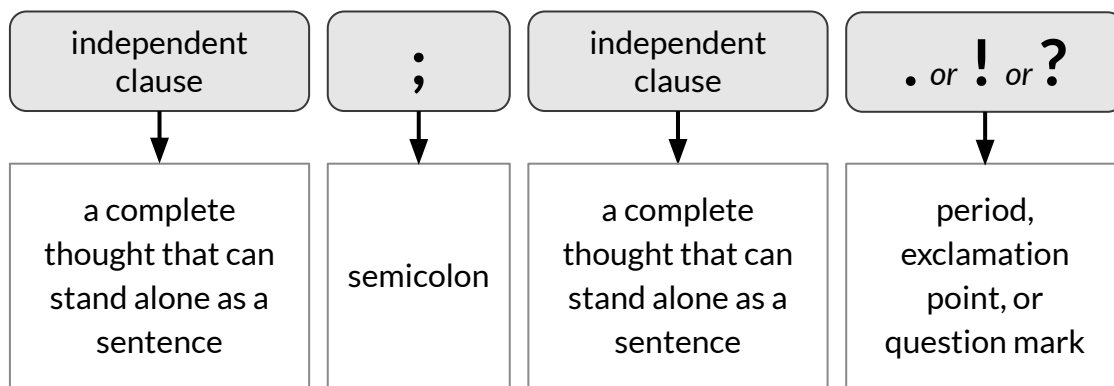 independent
clause
;
independent
clause
. or ! or ?
a complete
thought that can
stand alone as a
sentence
semicolon
a complete
thought that can
stand alone as a
sentence
period,
exclamation
point, or
question mark